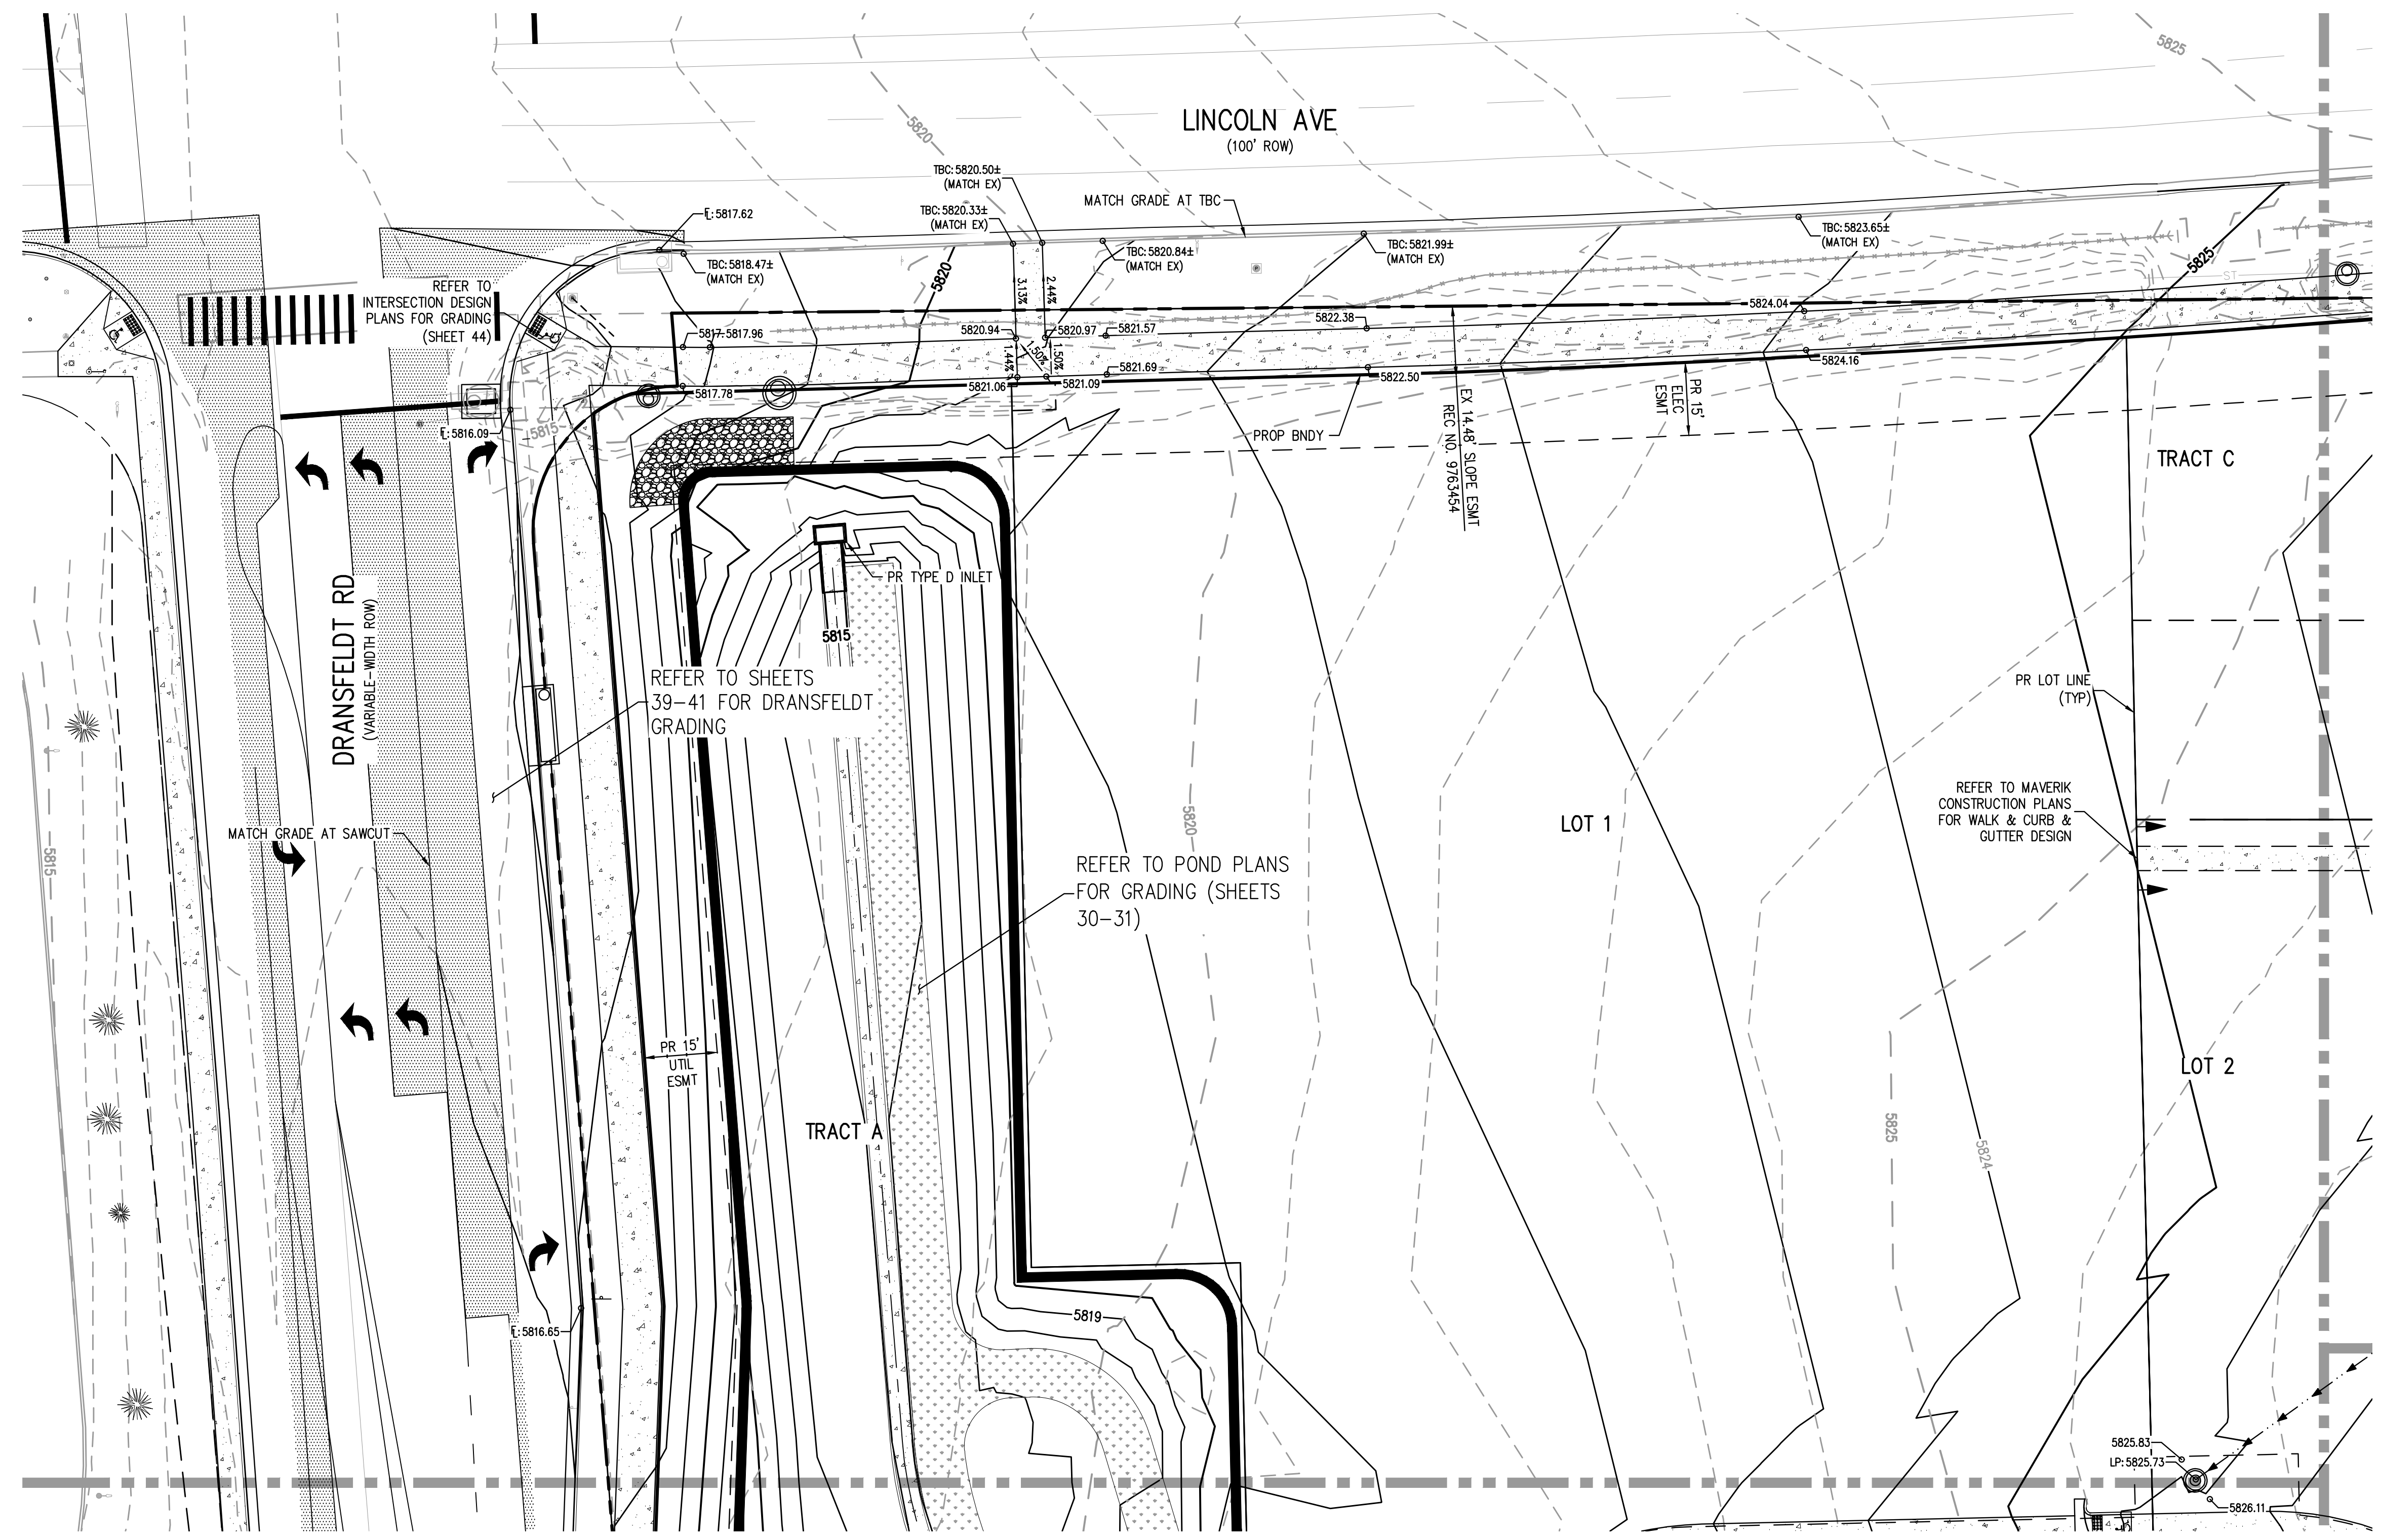 5825
5820
LINCOLN AVE
(100' ROW)
TBC: 5820.50±
(MATCH EX)
MATCH GRADE AT TBC
TBC: 5820.33±
(MATCH EX)
FL: 5817.62
TBC: 5823.65±
(MATCH EX)
TBC: 5821.99±
(MATCH EX)
TBC: 5820.84±
(MATCH EX)
TBC: 5818.47±
(MATCH EX)
5820
5825
ST
REFER TO
INTERSECTION DESIGN
PLANS FOR GRADING
(SHEET 44)
3.13%
2.44%
5824.04
5822.38
5817.96
5820.94
5820.97
5821.57
1.44%
1.50%
1.50%
5824.16
5821.69
5822.50
5821.06
5821.09
5817.78
PR 15'
ELEC
ESMT
EX 14.48' SLOPE ESMT
REC NO. 9763454
FL: 5816.09
5815
PROP BNDY
TRACT C
PR TYPE D INLET
5815
DRANSFELDT RD
(VARIABLE-WIDTH ROW)
REFER TO SHEETS
39-41 FOR DRANSFELDT
GRADING
PR LOT LINE
(TYP)
REFER TO MAVERIK
CONSTRUCTION PLANS
FOR WALK & CURB &
GUTTER DESIGN
5820
LOT 1
MATCH GRADE AT SAWCUT
5815
REFER TO POND PLANS
FOR GRADING (SHEETS
30-31)
PR 15'
UTIL
ESMT
LOT 2
TRACT A
5825
5824
5819
FL: 5816.65
5825.83
LP: 5825.73
5826.11